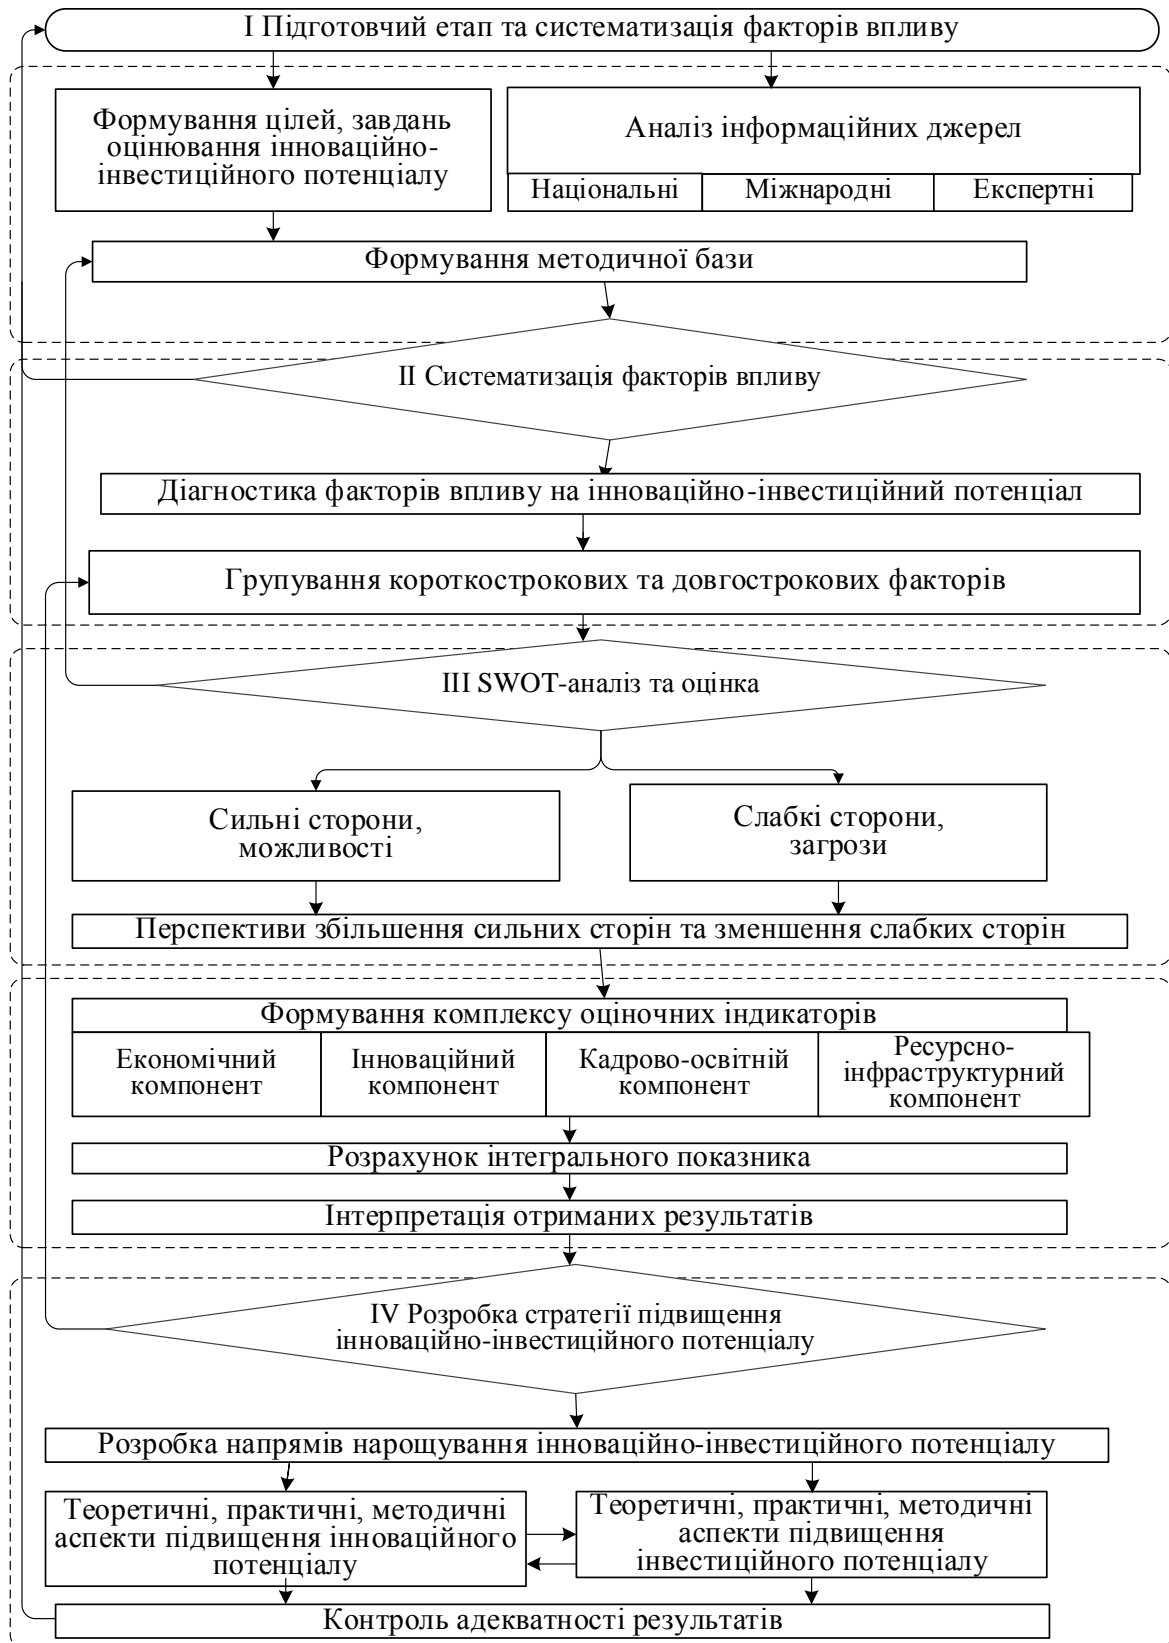 I Підготовчий етап та систематизація факторів впливу
Формування цілей, завдань
оцінювання інноваційно-
інвестиційного потенціалу
Аналіз інформаційних джерел
Національні
Міжнародні
Експертні
Формування методичної бази
II Систематизація факторів впливу
Діагностика факторів впливу на інноваційно-інвестиційний потенціал
Групування короткострокових та довгострокових факторів
III SWOT-аналіз та оцінка
Сильні сторони,
можливості
Слабкі сторони,
загрози
Перспективи збільшення сильних сторін та зменшення слабких сторін
Формування комплексу оціночних індикаторів
Економічний
компонент
Інноваційний
компонент
Кадрово-освітній
компонент
Ресурсно-
інфраструктурний
компонент
Розрахунок інтегрального показника
Інтерпретація отриманих результатів
IV Розробка стратегії підвищення
інноваційно-інвестиційного потенціалу
Розробка напрямів нарощування інноваційно-інвестиційного потенціалу
Теоретичні, практичні, методичні
аспекти підвищення інноваційного
потенціалу
Теоретичні, практичні, методичні
аспекти підвищення
інвестиційного потенціалу
Контроль адекватності результатів